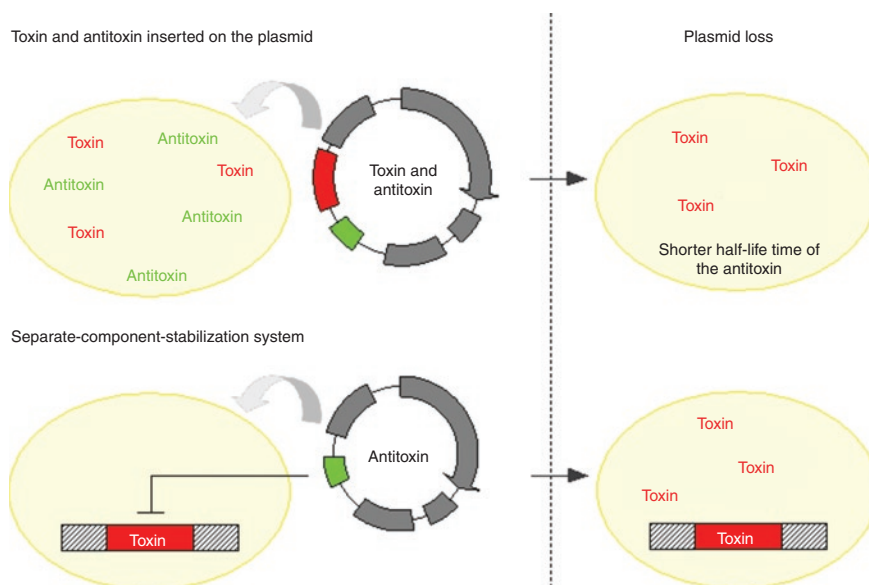 Toxin and antitoxin inserted on the plasmid
Plasmid loss
Toxin
Antitoxin
Toxin
Antitoxin
Antitoxin
Toxin
Antitoxin
Toxin and
antitoxin
Toxin
Toxin
Toxin
Shorter half-life time of
the antitoxin
Separate-component-stabilization system
Toxin
Antitoxin
Toxin
Toxin
Toxin
Toxin